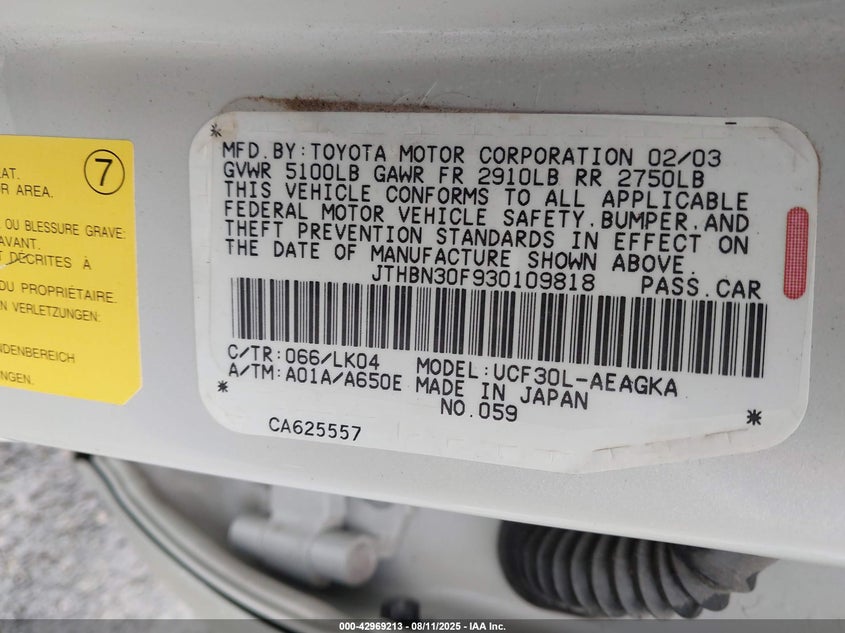 7
EAT.
R AREA.
OU BLESSURE GRAVE:
AVANT.
DÉCRITES À
DU PROPRIÉTAIRE.
EN VERLETZUNGEN:
NDENBEREICH
NUNGEN.
MFD.BY:TOYOTA MOTOR CORPORATION 02/03
GVWR 5100LB GAWR FR 2910LB RR 2750LB
THIS VEHICLE CONFORMS TO ALL APPLICABLE
FEDERAL MOTOR VEHICLE SAFETY,BUMPER,AND
THEFT PREVENTION STANDARDS IN EFFECT ON
THE DATE OF MANUFACTURE SHOWN ABOVE.
JTHBN30F930109818 PASS.CAR
C/TR:066/LK04 MODEL:UCF30L-AEAGKA
A/TM:A01A/A650E MADE IN JAPAN
NO.059
CA625557
000-42969213 - 08/11/2025 - IAA Inc.